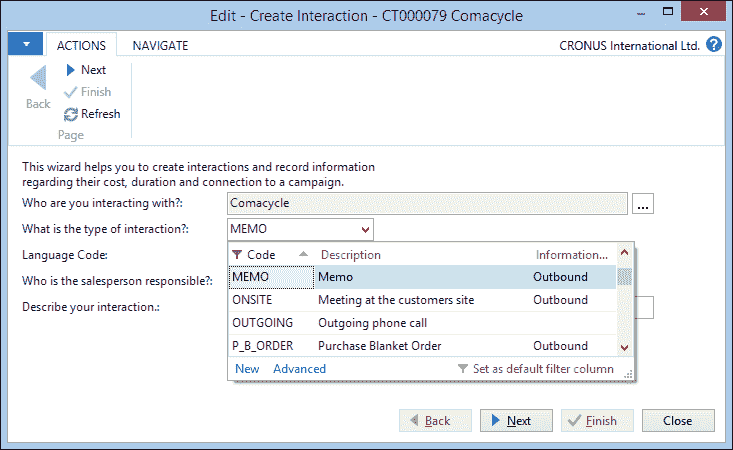 Edit - Create Interaction - CT000079 Comacycle
ACTIONS NAVIGATE CRONUS International Ltd. ?
Back
Next
Finish
Refresh
Page
This wizard helps you to create interactions and record information
regarding their cost, duration and connection to a campaign.
Who are you interacting with?: Comacycle ...
What is the type of interaction?: MEMO
Language Code:
Who is the salesperson responsible?:
Describe your interaction.:
Code Description Information...
MEMO Memo Outbound
ONSITE Meeting at the customers site Outbound
OUTGOING Outgoing phone call
P_B_ORDER Purchase Blanket Order Outbound
New Advanced Set as default filter column
Back Next Finish Close